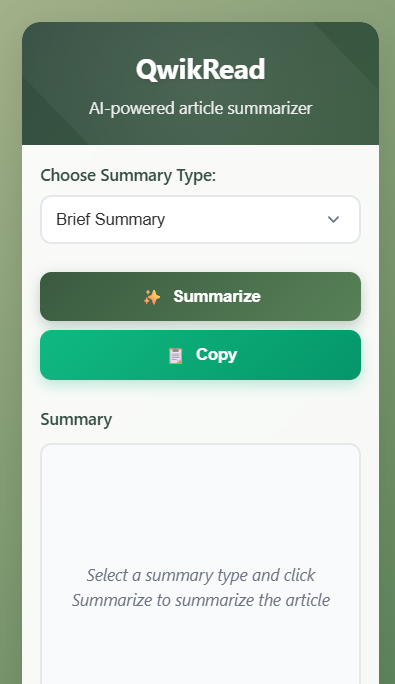 QwikRead
AI-powered article summarizer
Choose Summary Type:
Brief Summary
✨ Summarize
📋 Copy
Summary
Select a summary type and click
Summarize to summarize the article